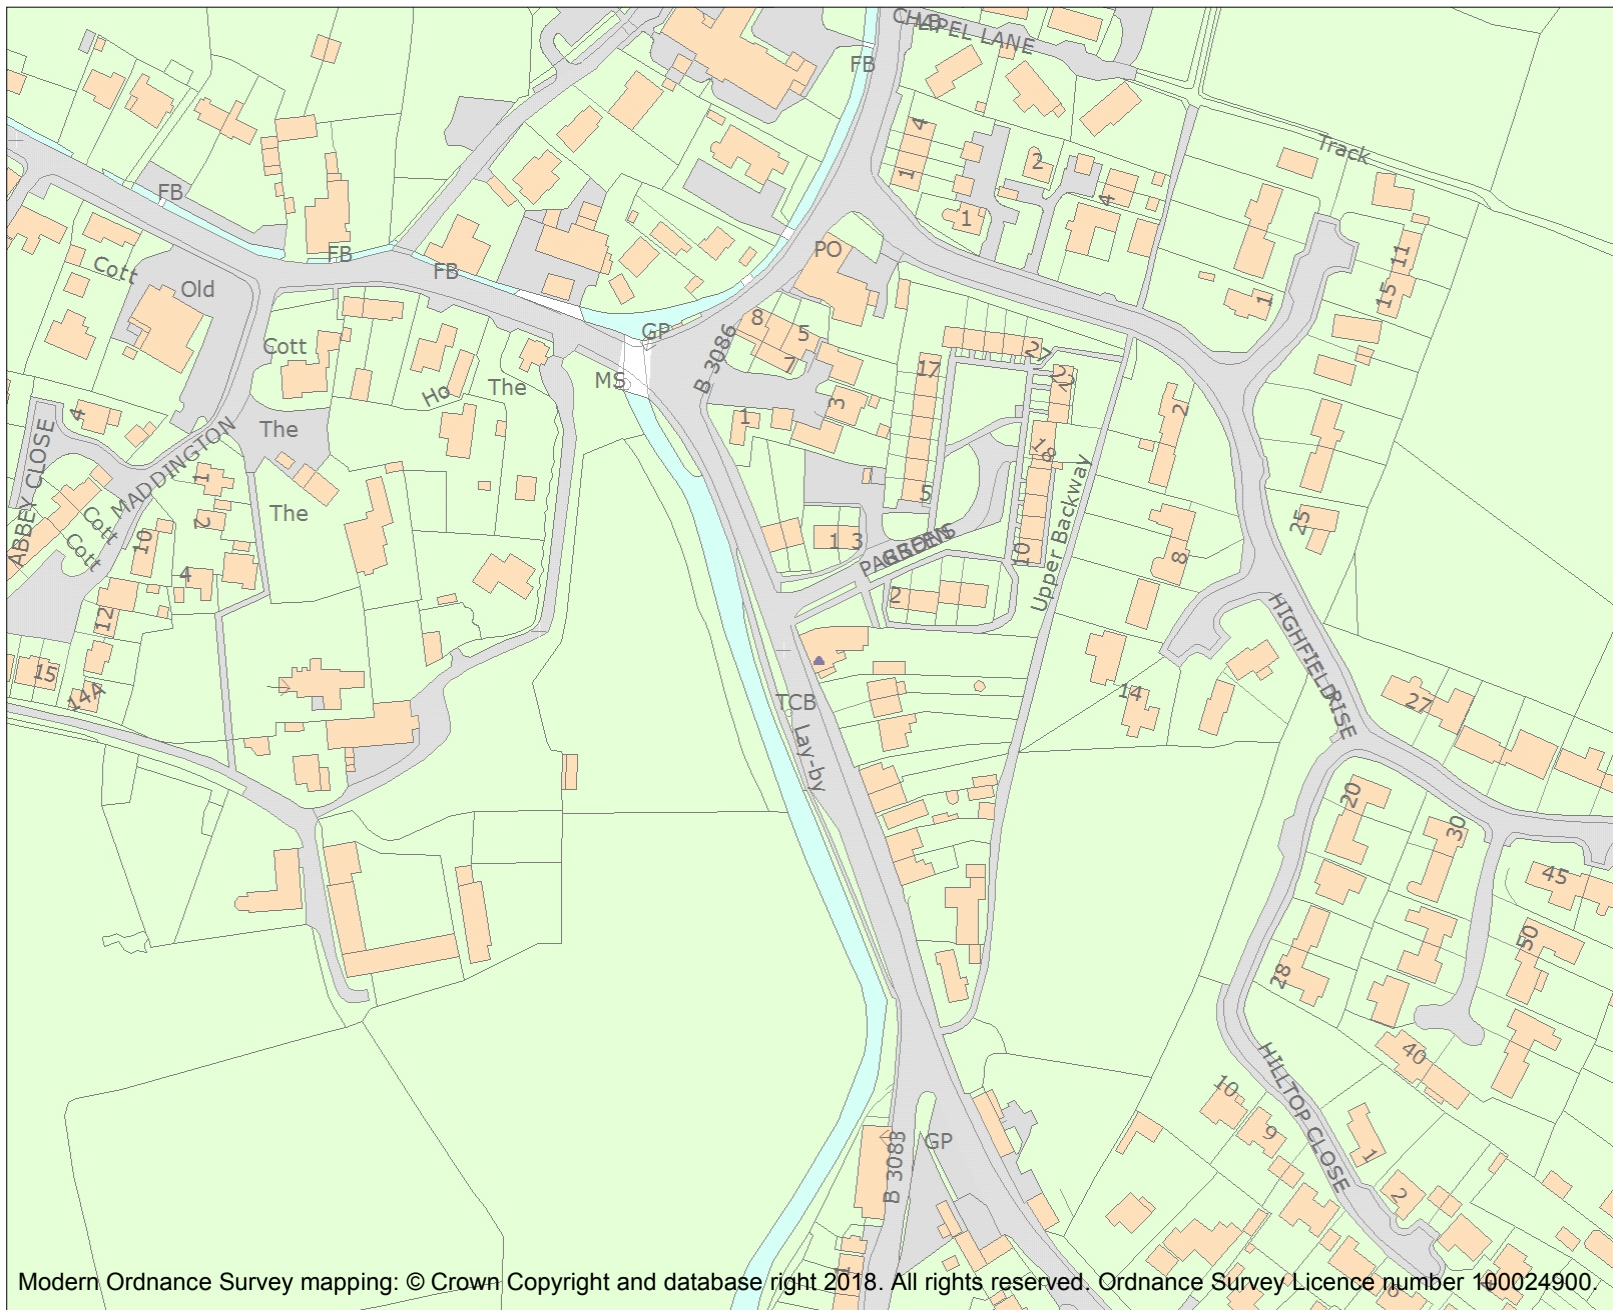 CHAPEL LANE
FB
4
1
2
Track
4
1
FB
PO
11
15
1
FB
FB
Cott
Old
GP
8
5
7
B 3086
MS
Cott
The
Ho
27
17
22
3
1
2
4
The
MADDINGTON
ABBEY CLOSE
18
5
1
The
2
Cott
Cott
10
1 3
PARSONS
GREEN
10
Upper Backway
25
8
4
2
12
HIGHFIELD RISE
15
14A
TCB
Lay-by
14
27
20
30
45
50
28
40
10
HILLTOP CLOSE
9
1
2
B 3083
GP
1
6
Modern Ordnance Survey mapping: © Crown Copyright and database right 2018. All rights reserved. Ordnance Survey Licence number 100024900.